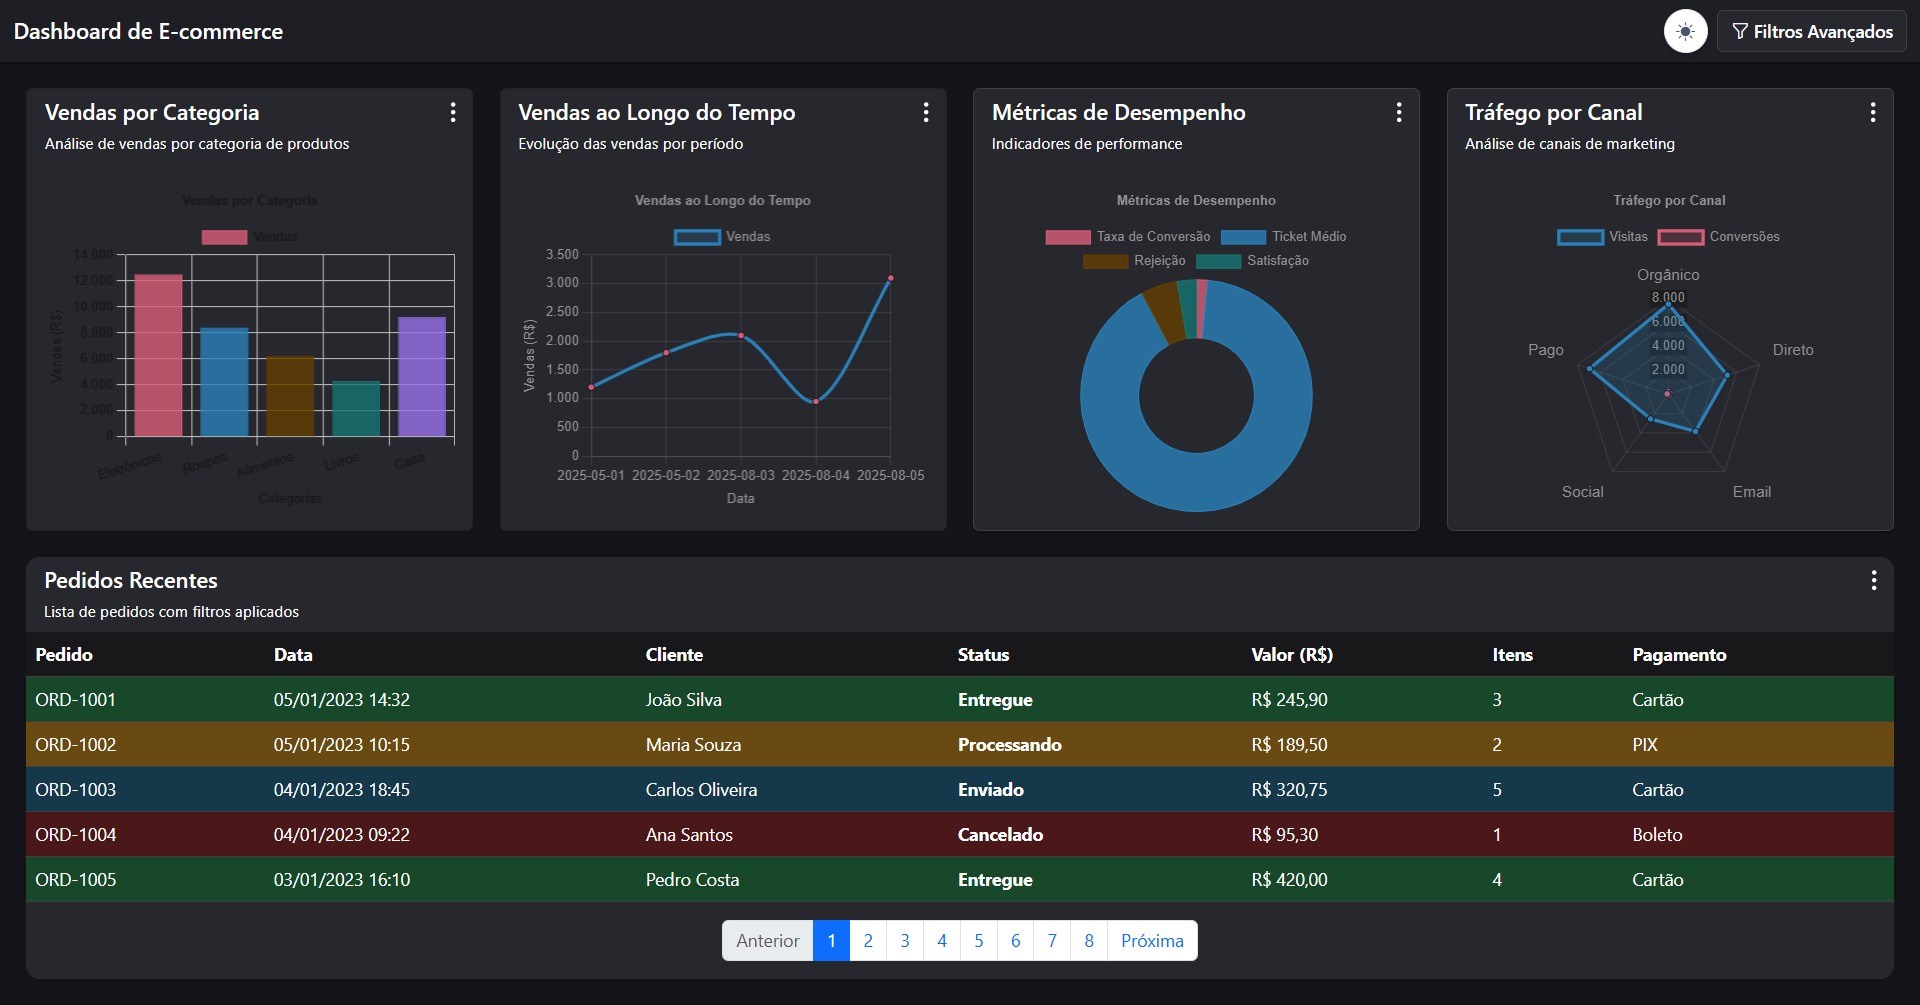 Dashboard de E-commerce
Filtros Avançados
Vendas por Categoria
Análise de vendas por categoria de produtos
Vendas por Categoria
Vendas
14.000
12.000
10.000
8.000
6.000
4.000
2.000
0
Vendas (R$)
Eletrônicos
Roupas
Alimentos
Livros
Casa
Categorias
Vendas ao Longo do Tempo
Evolução das vendas por período
Vendas ao Longo do Tempo
Vendas
3.500
3.000
2.500
2.000
1.500
1.000
500
0
Vendas (R$)
2025-05-01 2025-05-02 2025-08-03 2025-08-04 2025-08-05
Data
Métricas de Desempenho
Indicadores de performance
Métricas de Desempenho
Taxa de Conversão Ticket Médio
Rejeição Satisfação
Tráfego por Canal
Análise de canais de marketing
Tráfego por Canal
Visitas Conversões
Orgânico
8.000
6.000
4.000
2.000
Pago
Direto
Social
Email
Pedidos Recentes
Lista de pedidos com filtros aplicados
Pedido Data Cliente Status Valor (R$) Itens Pagamento
ORD-1001 05/01/2023 14:32 João Silva Entregue R$ 245,90 3 Cartão
ORD-1002 05/01/2023 10:15 Maria Souza Processando R$ 189,50 2 PIX
ORD-1003 04/01/2023 18:45 Carlos Oliveira Enviado R$ 320,75 5 Cartão
ORD-1004 04/01/2023 09:22 Ana Santos Cancelado R$ 95,30 1 Boleto
ORD-1005 03/01/2023 16:10 Pedro Costa Entregue R$ 420,00 4 Cartão
Anterior 1 2 3 4 5 6 7 8 Próxima